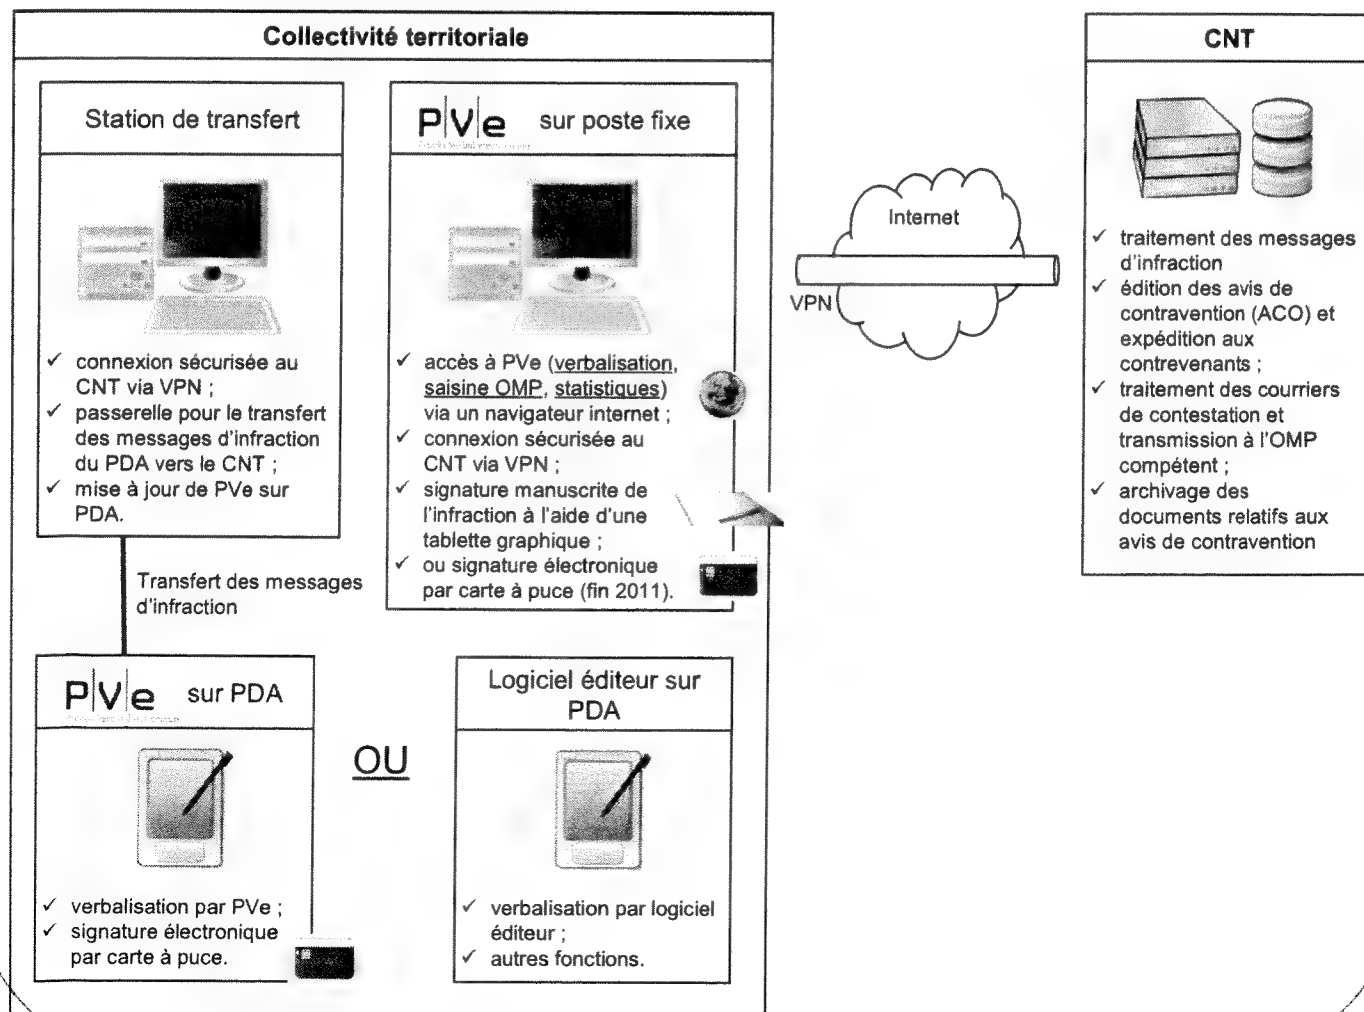 Collectivité territoriale
Station de transfert
✓ connexion sécurisée au
CNT via VPN ;
✓ passerelle pour le transfert
des messages d'infraction
du PDA vers le CNT ;
✓ mise à jour de PVe sur
PDA.
PVe sur poste fixe
✓ accès à PVe (verbalisation,
saisine OMP, statistiques)
via un navigateur internet ;
✓ connexion sécurisée au
CNT via VPN ;
✓ signature manuscrite de
l'infraction à l'aide d'une
tablette graphique ;
✓ ou signature électronique
par carte à puce (fin 2011).
Transfert des messages
d'infraction
PVe sur PDA
✓ verbalisation par PVe ;
✓ signature électronique
par carte à puce.
OU
Logiciel éditeur sur
PDA
✓ verbalisation par logiciel
éditeur ;
✓ autres fonctions.
Internet
VPN
CNT
✓ traitement des messages
d'infraction
✓ édition des avis de
contravention (ACO) et
expédition aux
contrevenants ;
✓ traitement des courriers
de contestation et
transmission à l'OMP
compétent ;
✓ archivage des
documents relatifs aux
avis de contravention